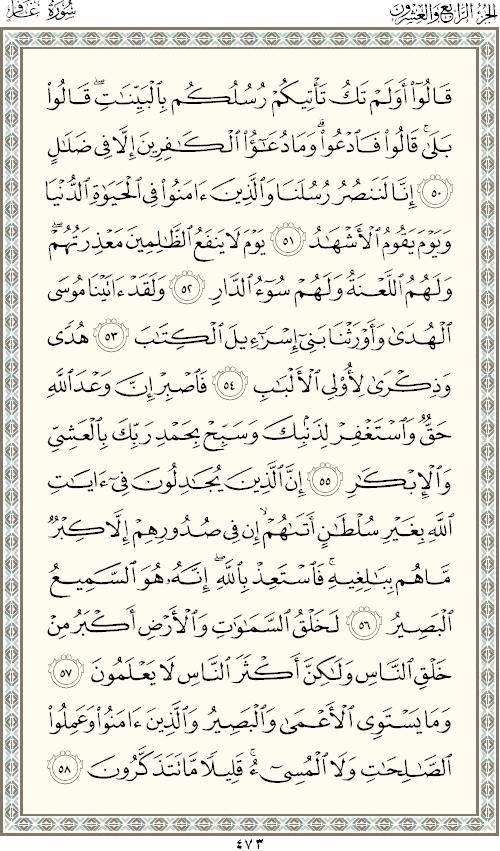 الجزء الرابع والعشرون
سورة غافر
قَالُوٓا۟ أَوَلَمْ تَكُ تَأْتِيكُمْ رُسُلُكُم بِٱلْبَيِّنَٰتِ ۖ قَالُوا۟
بَلَىٰ ۚ قَالُوا۟ فَٱدْعُوا۟ ۗ وَمَا دُعَٰٓؤُا۟ ٱلْكَٰفِرِينَ إِلَّا فِى ضَلَٰلٍ
٥٠ إِنَّا لَنَنصُرُ رُسُلَنَا وَٱلَّذِينَ ءَامَنُوا۟ فِى ٱلْحَيَوٰةِ ٱلدُّنْيَا
وَيَوْمَ يَقُومُ ٱلْأَشْهَٰدُ ٥١ يَوْمَ لَا يَنفَعُ ٱلظَّٰلِمِينَ مَعْذِرَتُهُمْ ۖ
وَلَهُمُ ٱللَّعْنَةُ وَلَهُمْ سُوٓءُ ٱلدَّارِ ٥٢ وَلَقَدْ ءَاتَيْنَا مُوسَى
ٱلْهُدَىٰ وَأَوْرَثْنَا بَنِىٓ إِسْرَٰٓءِيلَ ٱلْكِتَٰبَ ٥٣ هُدًى
وَذِكْرَىٰ لِأُو۟لِى ٱلْأَلْبَٰبِ ٥٤ فَٱصْبِرْ إِنَّ وَعْدَ ٱللَّهِ
حَقٌّ وَٱسْتَغْفِرْ لِذَنۢبِكَ وَسَبِّحْ بِحَمْدِ رَبِّكَ بِٱلْعَشِىِّ
وَٱلْإِبْكَٰرِ ٥٥ إِنَّ ٱلَّذِينَ يُجَٰدِلُونَ فِىٓ ءَايَٰتِ
ٱللَّهِ بِغَيْرِ سُلْطَٰنٍ أَتَىٰهُمْ ۙ إِن فِى صُدُورِهِمْ إِلَّا كِبْرٌ
مَّا هُم بِبَٰلِغِيهِ ۚ فَٱسْتَعِذْ بِٱللَّهِ ۖ إِنَّهُۥ هُوَ ٱلسَّمِيعُ
ٱلْبَصِيرُ ٥٦ لَخَلْقُ ٱلسَّمَٰوَٰتِ وَٱلْأَرْضِ أَكْبَرُ مِنْ
خَلْقِ ٱلنَّاسِ وَلَٰكِنَّ أَكْثَرَ ٱلنَّاسِ لَا يَعْلَمُونَ ٥٧
وَمَا يَسْتَوِى ٱلْأَعْمَىٰ وَٱلْبَصِيرُ وَٱلَّذِينَ ءَامَنُوا۟ وَعَمِلُوا۟
ٱلصَّٰلِحَٰتِ وَلَا ٱلْمُسِىٓءُ ۚ قَلِيلًا مَّا تَتَذَكَّرُونَ ٥٨
٤٧٣